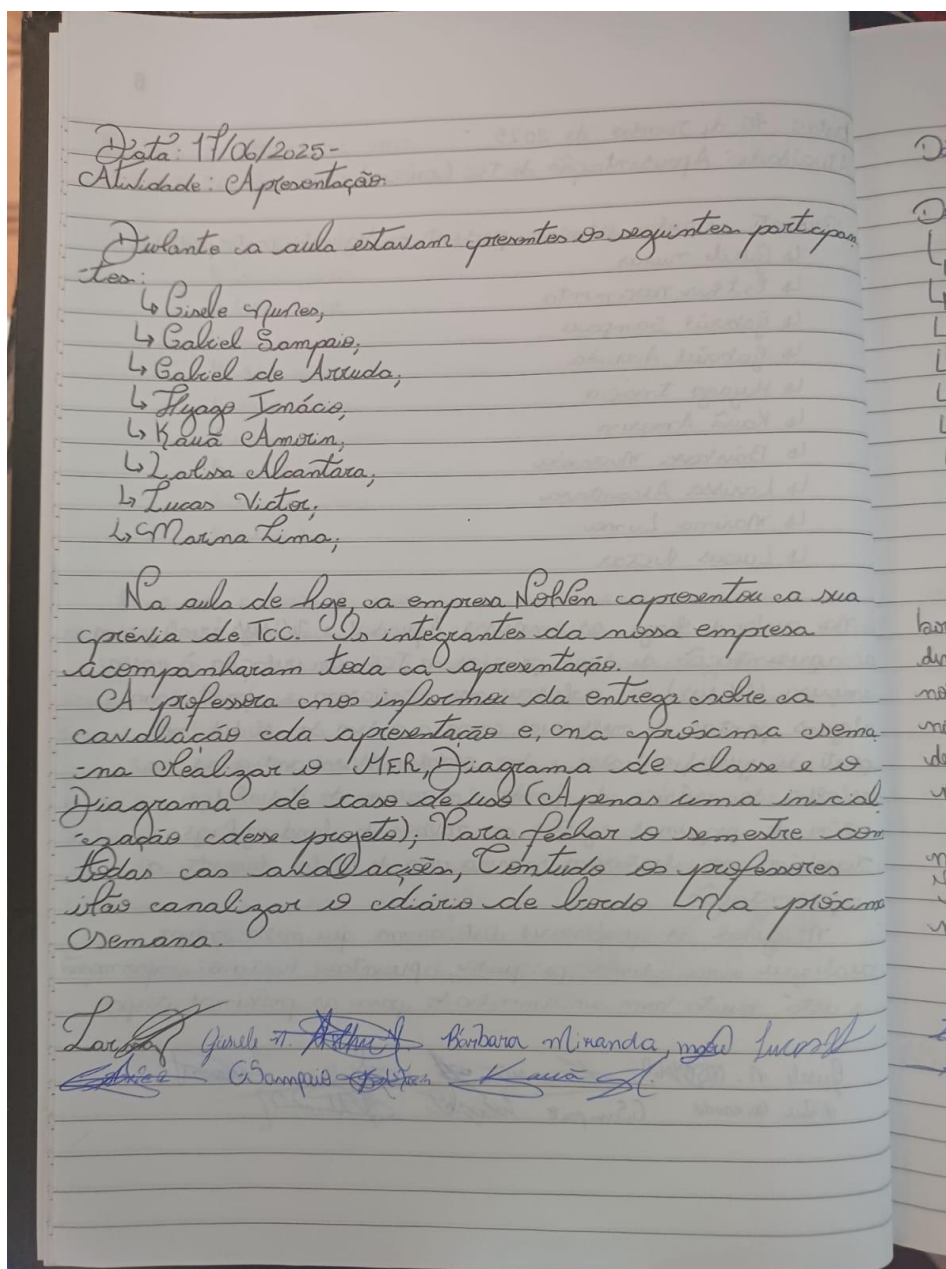 Data: 17/06/2025-
Atividade: Apresentação.
Durante a aula estavam presentes os seguintes participan-
tes:
↳ Gisele Nunes,
↳ Gabriel Sampaio;
↳ Gabriel de Arruda;
↳ Hyago Inácio;
↳ Kauã Amorin;
↳ Larissa Alcantara;
↳ Lucas Victor;
↳ Marina Lima;
Na aula de hoje, a empresa apresentou a sua
prévia de Tcc. Os integrantes da nossa empresa
acompanharam toda a apresentação.
A professora nos informou da entrega sobre a
avaliação da apresentação e, na próxima sema-
-na Realizar o MER, Diagrama de classe e o
Diagrama de caso de uso (Apenas uma inicial
-ização desse projeto); Para fechar o semestre com
todas as avaliações, Contudo os professores
irão analizar o diário de bordo na próxima
semana.
Gisele n. Bárbara Miranda, Lucas
GSampaio Kauã A.